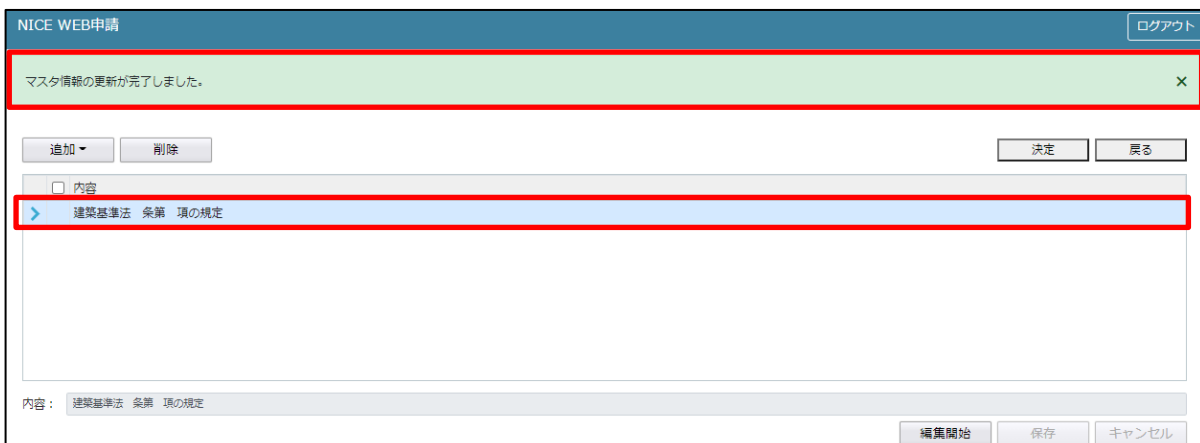 NICE WEB申請 ログアウト
マスタ情報の更新が完了しました。 ×
追加 削除 決定 戻る
内容
建築基準法　条第　項の規定
内容： 建築基準法　条第　項の規定
編集開始 保存 キャンセル